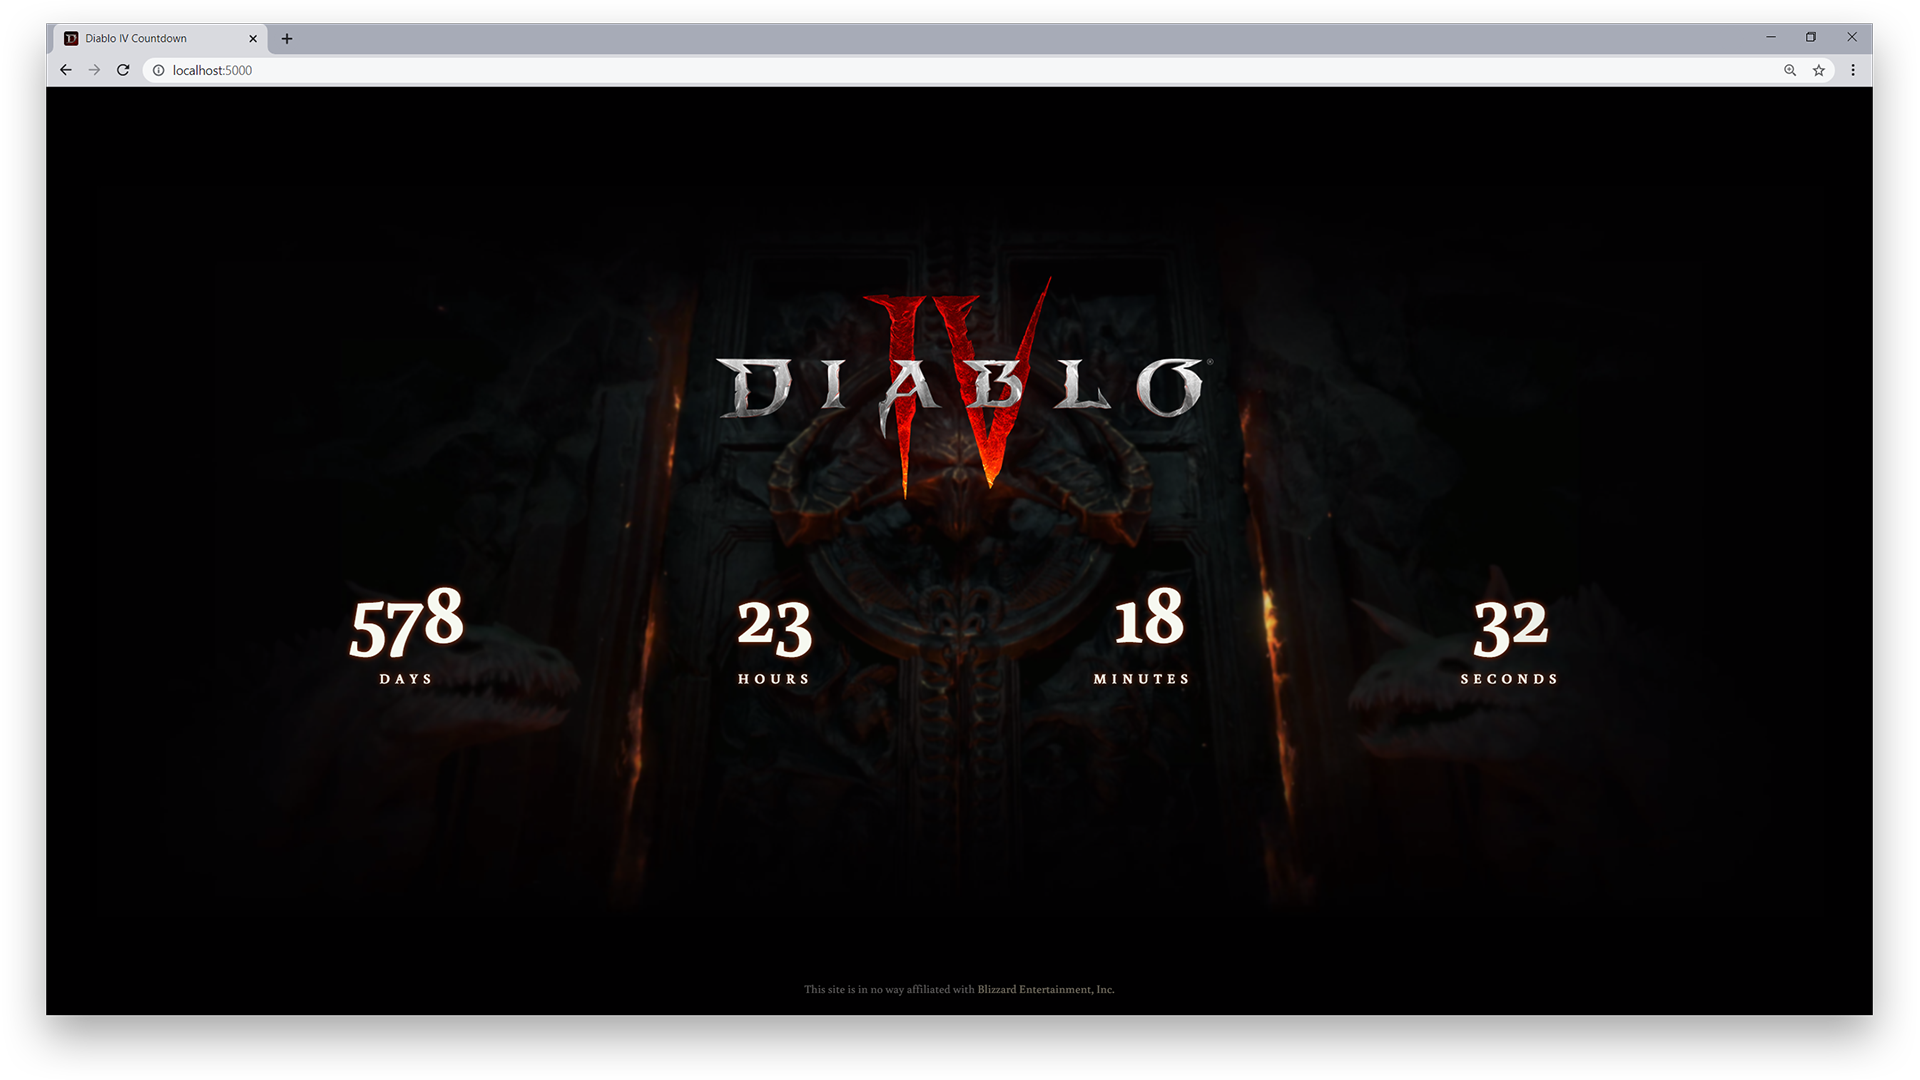 Diablo IV Countdown
localhost:5000
DIABLO IV®
578 23 18 32
DAYS HOURS MINUTES SECONDS
This site is in no way affiliated with Blizzard Entertainment, Inc.